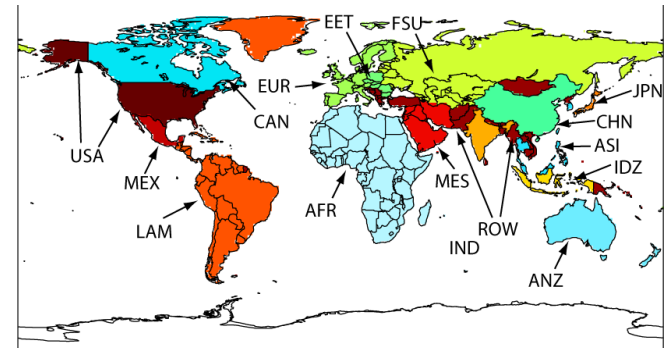 EET
FSU
EUR
JPN
CAN
CHN
USA
ASI
MEX
MES
IDZ
AFR
ROW
LAM
IND
ANZ